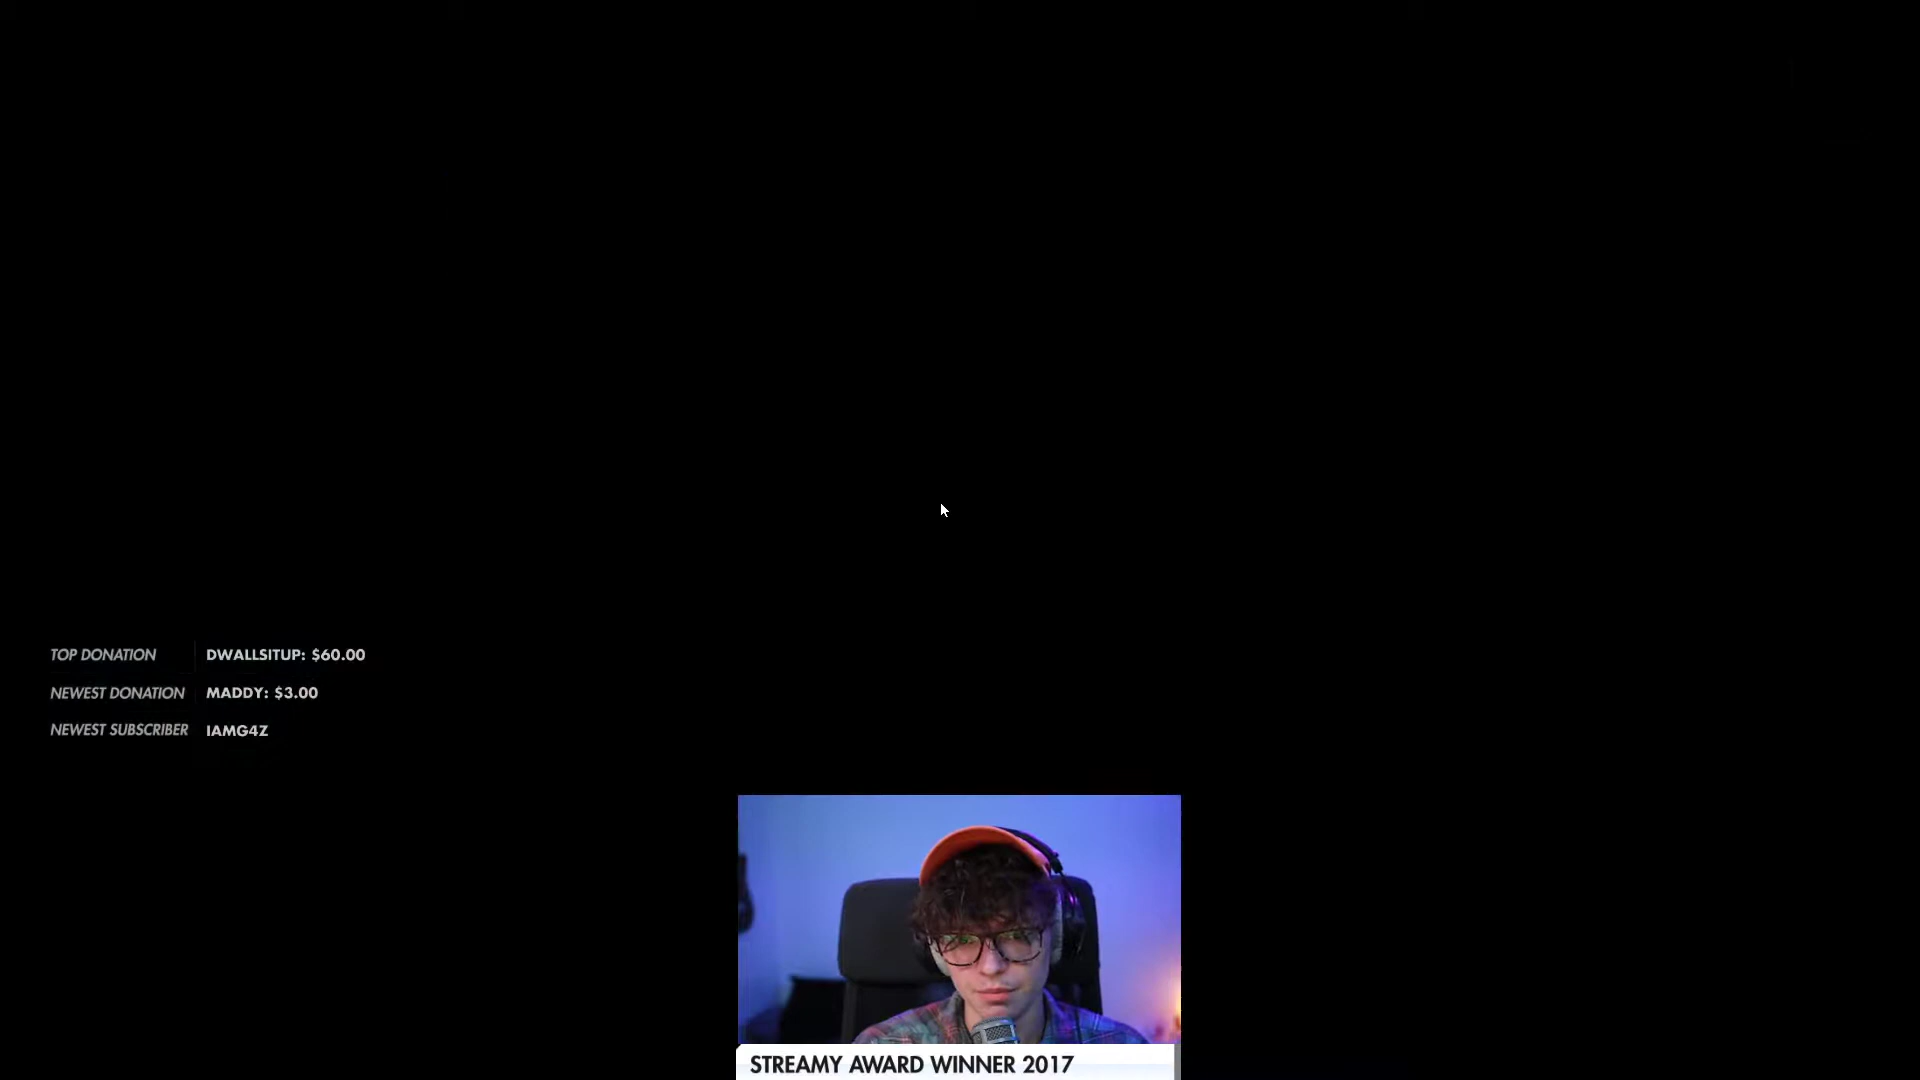 TOP DONATION DWALLSITUP: $60.00
NEWEST DONATION MADDY: $3.00
NEWEST SUBSCRIBER IAMG4Z
STREAMY AWARD WINNER 2017